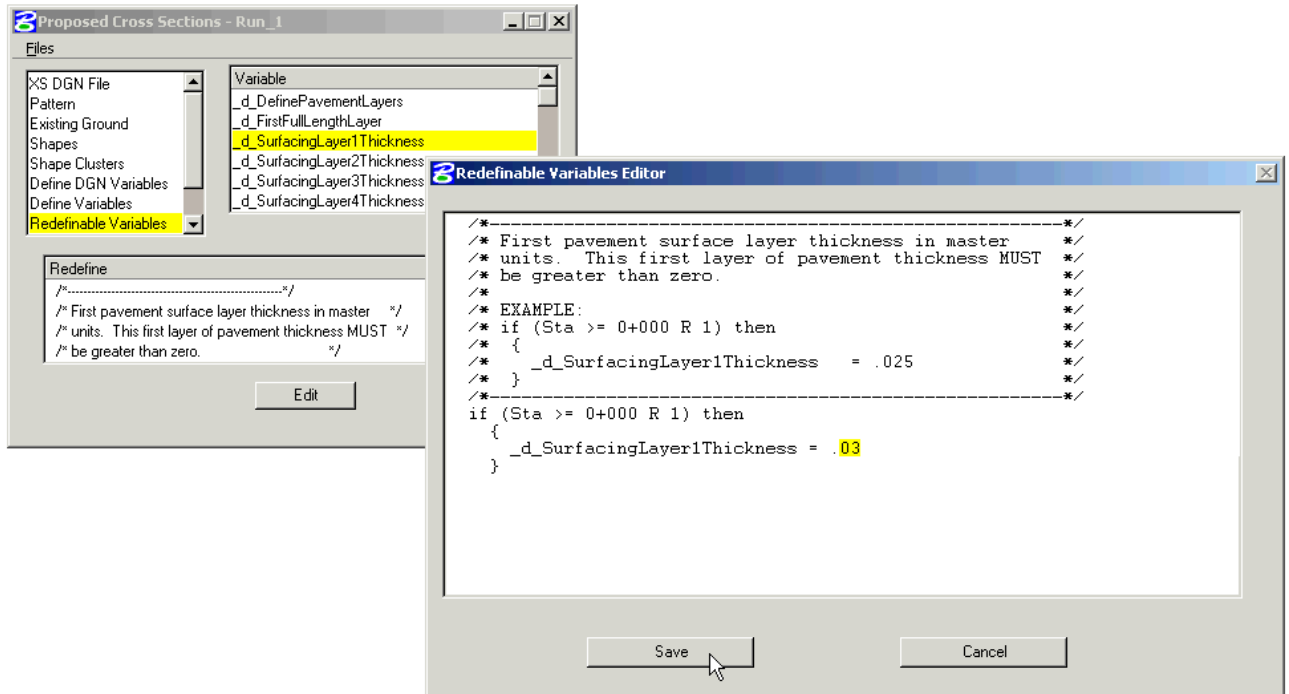 Proposed Cross Sections - Run_1
Files
XS DGN File
Pattern
Existing Ground
Shapes
Shape Clusters
Define DGN Variables
Define Variables
Redefinable Variables
Variable
_d_DefinePavementLayers
_d_FirstFullLengthLayer
_d_SurfacingLayer1Thickness
_d_SurfacingLayer2Thickness
_d_SurfacingLayer3Thickness
_d_SurfacingLayer4Thickness
Redefine
/*-----------------------------------------------------*/
/* First pavement surface layer thickness in master */
/* units. This first layer of pavement thickness MUST */
/* be greater than zero. */
Edit
Redefinable Variables Editor
/*----------------------------------------------------------*/
/* First pavement surface layer thickness in master */
/* units. This first layer of pavement thickness MUST */
/* be greater than zero. */
/* */
/* EXAMPLE: */
/* if (Sta >= 0+000 R 1) then */
/* { */
/* _d_SurfacingLayer1Thickness = .025 */
/* } */
/*----------------------------------------------------------*/
if (Sta >= 0+000 R 1) then
{
_d_SurfacingLayer1Thickness = .03
}
Save
Cancel